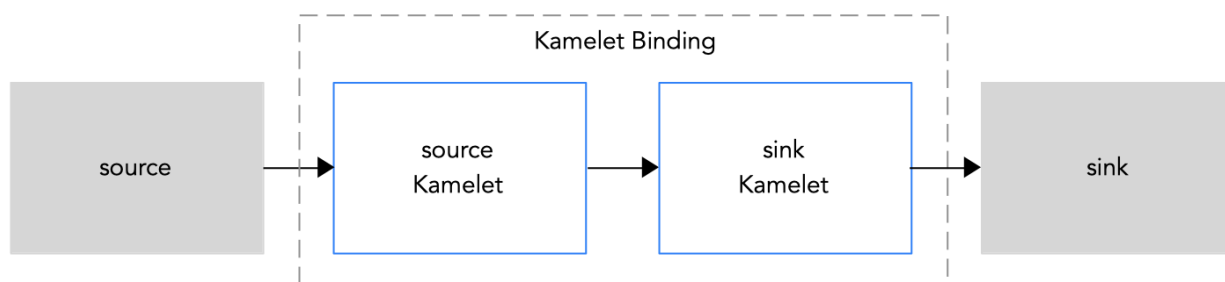 Kamelet Binding
source
source
Kamelet
sink
Kamelet
sink